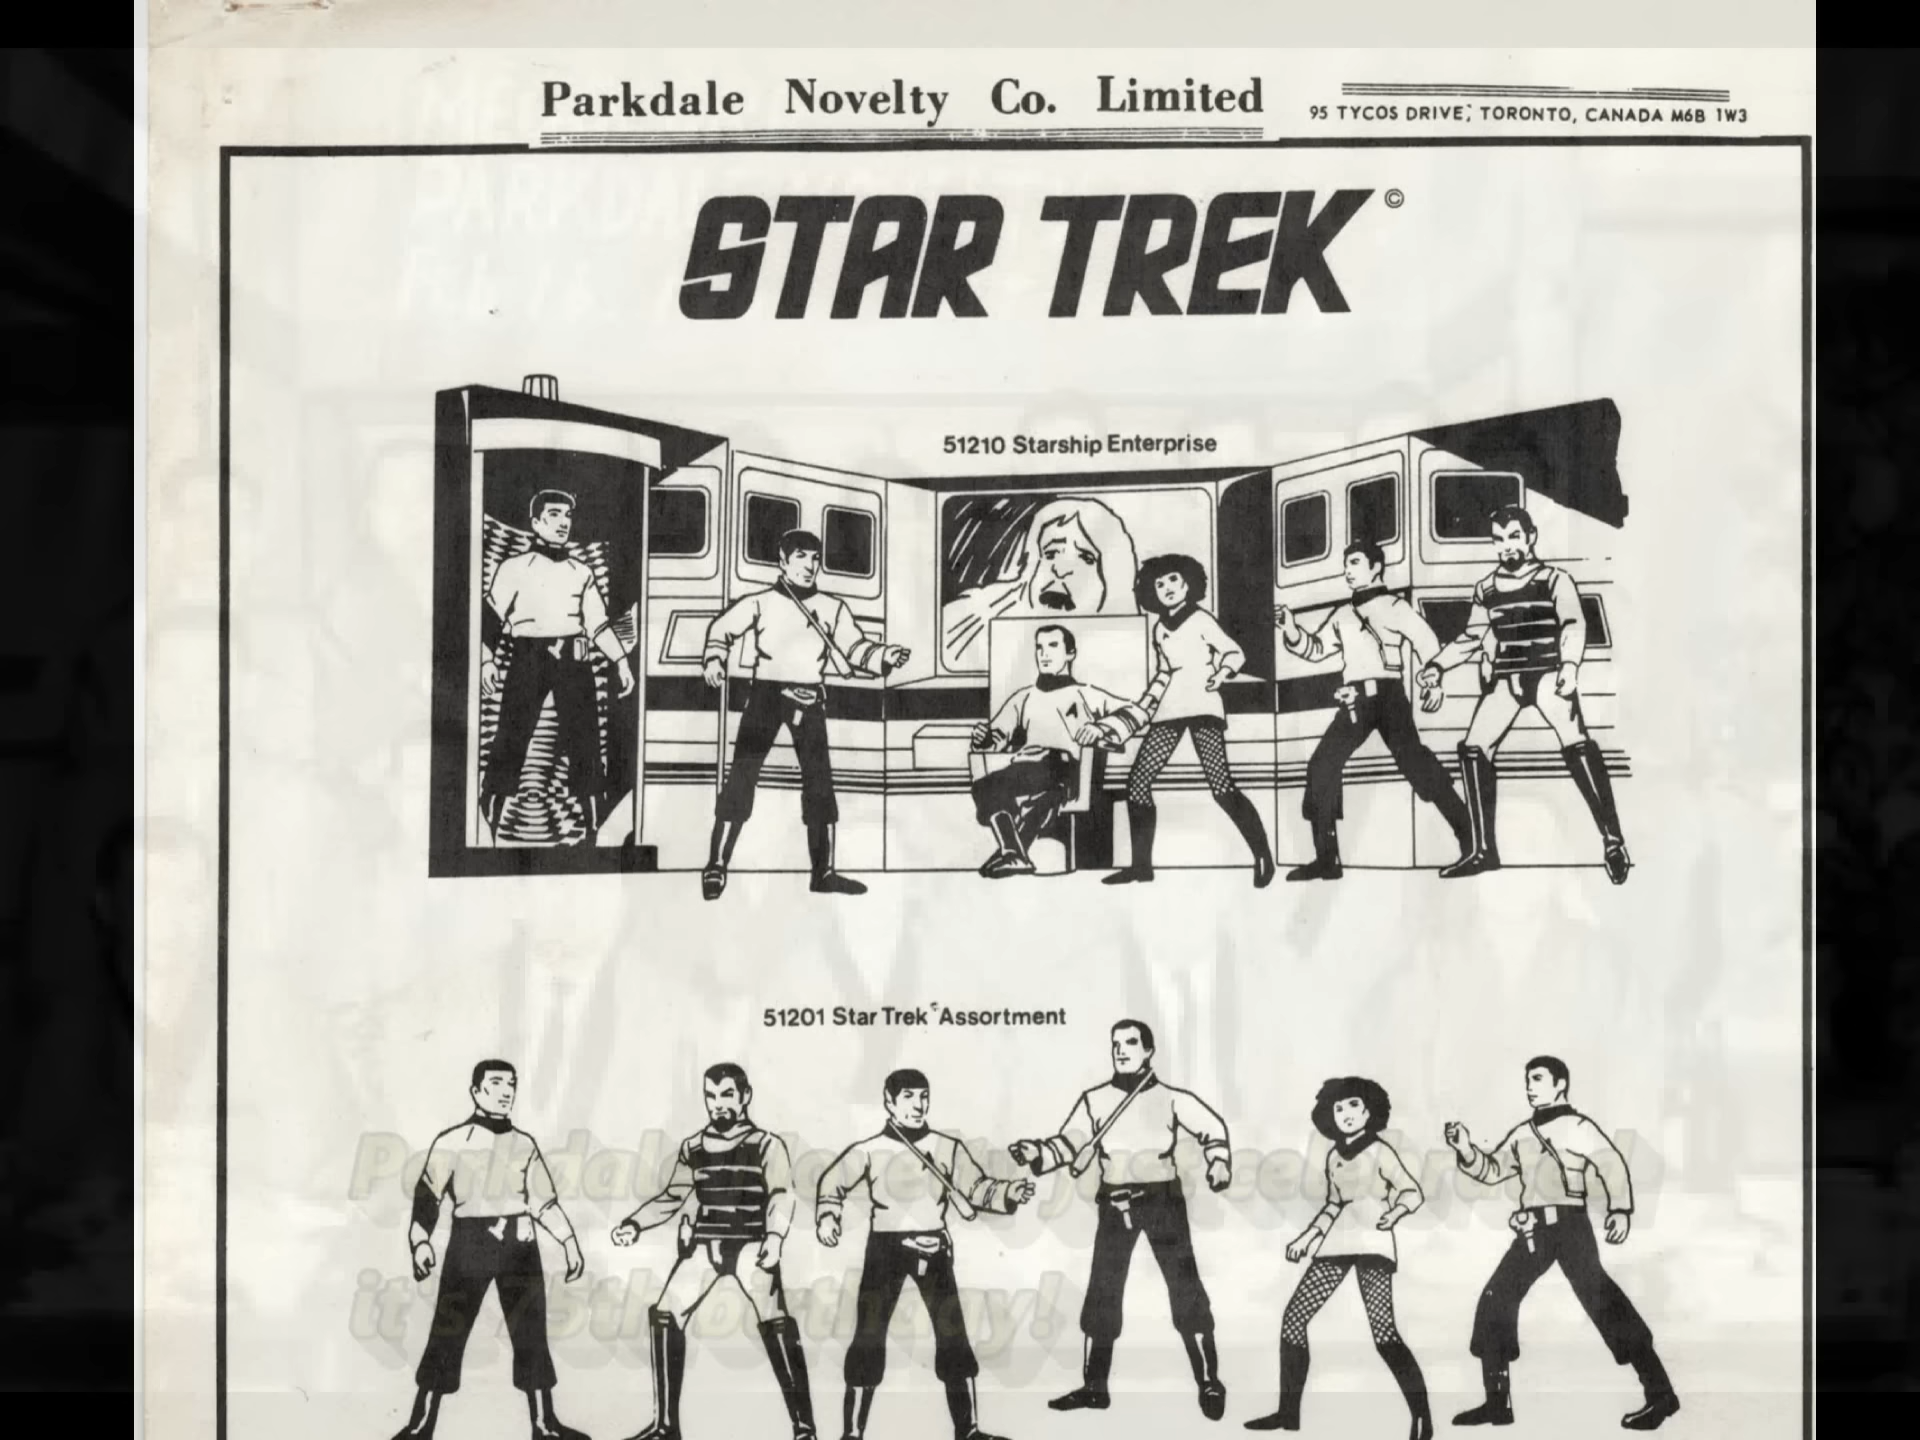 Parkdale Novelty Co. Limited
95 TYCOS DRIVE, TORONTO, CANADA M6B 1W3
STAR TREK©
51210 Starship Enterprise
51201 Star Trek© Assortment
Parkdale Novelty just celebrated
it's 75th birthday!